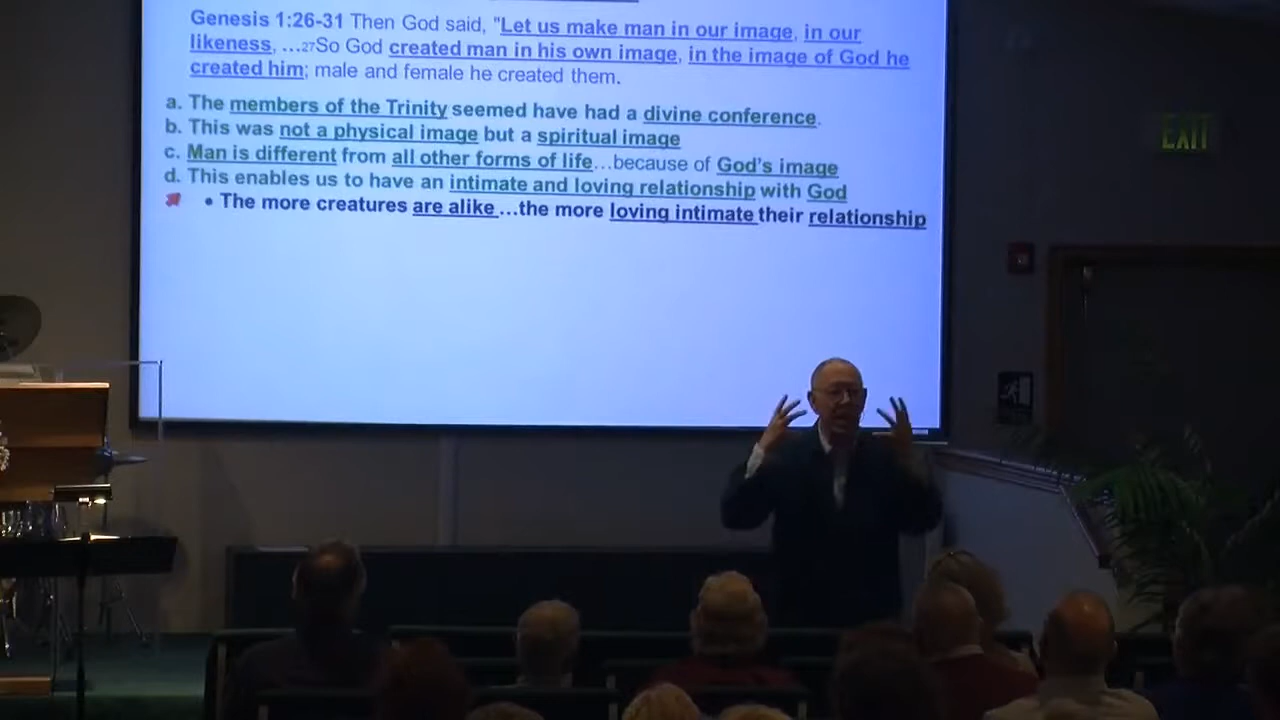 Genesis 1:26-31 Then God said, "Let us make man in our image, in our
likeness, ...27So God created man in his own image, in the image of God he
created him; male and female he created them.
a. The members of the Trinity seemed have had a divine conference.
b. This was not a physical image but a spiritual image
c. Man is different from all other forms of life...because of God's image
d. This enables us to have an intimate and loving relationship with God
• The more creatures are alike ...the more loving intimate their relationship
EXIT